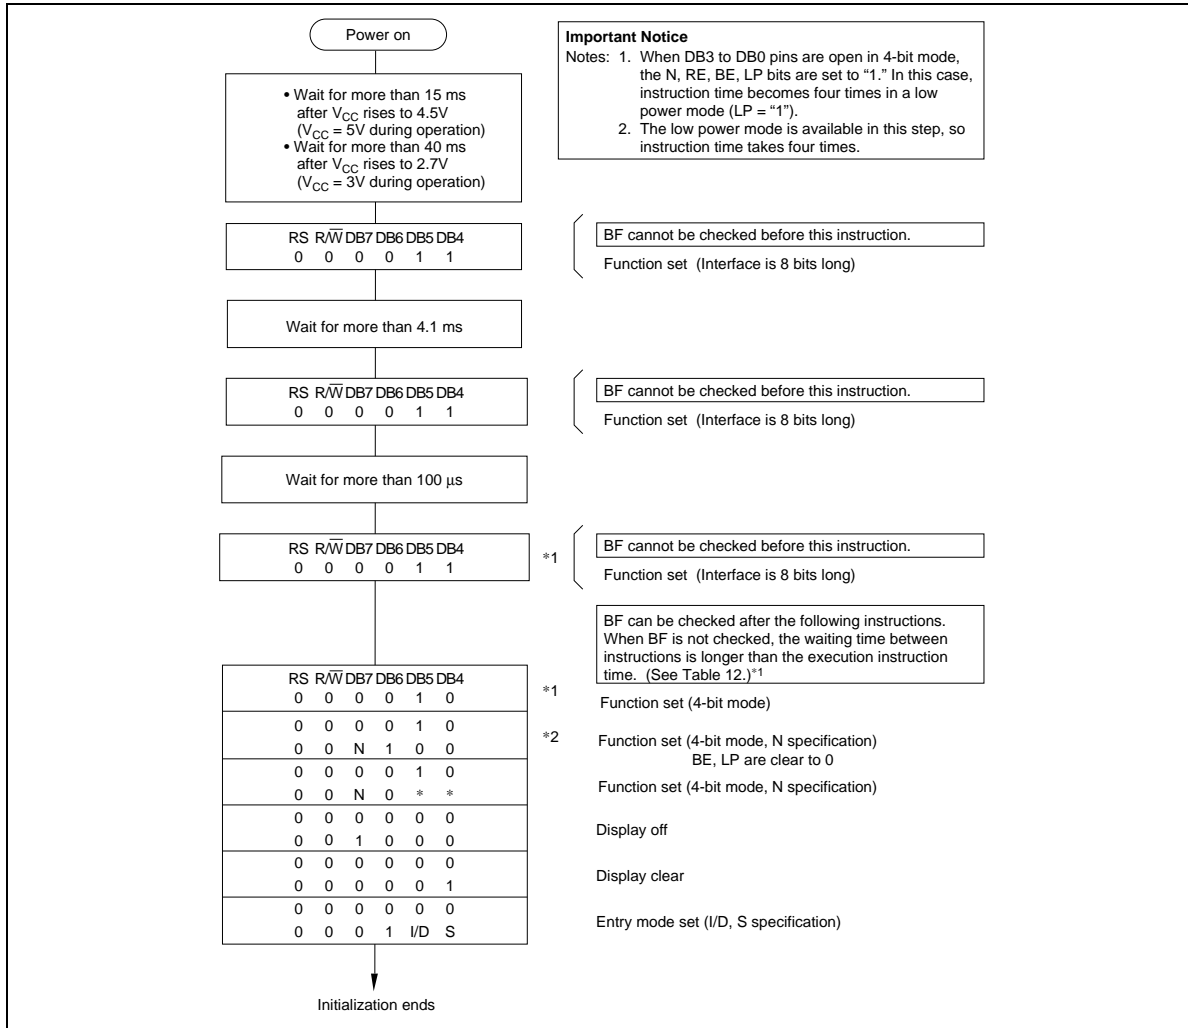 Power on
• Wait for more than 15 ms
after VCC rises to 4.5V
(VCC = 5V during operation)
• Wait for more than 40 ms
after VCC rises to 2.7V
(VCC = 3V during operation)
Important Notice
Notes: 1. When DB3 to DB0 pins are open in 4-bit mode,
the N, RE, BE, LP bits are set to “1.” In this case,
instruction time becomes four times in a low
power mode (LP = “1”).
2. The low power mode is available in this step, so
instruction time takes four times.
RS R/W̅ DB7 DB6 DB5 DB4
0 0 0 0 1 1
BF cannot be checked before this instruction.
Function set (Interface is 8 bits long)
Wait for more than 4.1 ms
RS R/W̅ DB7 DB6 DB5 DB4
0 0 0 0 1 1
BF cannot be checked before this instruction.
Function set (Interface is 8 bits long)
Wait for more than 100 µs
RS R/W̅ DB7 DB6 DB5 DB4
0 0 0 0 1 1
*1
BF cannot be checked before this instruction.
Function set (Interface is 8 bits long)
BF can be checked after the following instructions.
When BF is not checked, the waiting time between
instructions is longer than the execution instruction
time. (See Table 12.)*1
RS R/W̅ DB7 DB6 DB5 DB4
0 0 0 0 1 0
*1
Function set (4-bit mode)
0 0 0 0 1 0
0 0 N 1 0 0
*2
Function set (4-bit mode, N specification)
BE, LP are clear to 0
0 0 0 0 1 0
0 0 N 0 * *
Function set (4-bit mode, N specification)
0 0 0 0 0 0
0 0 1 0 0 0
Display off
0 0 0 0 0 0
0 0 0 0 0 1
Display clear
0 0 0 0 0 0
0 0 0 1 I/D S
Entry mode set (I/D, S specification)
Initialization ends